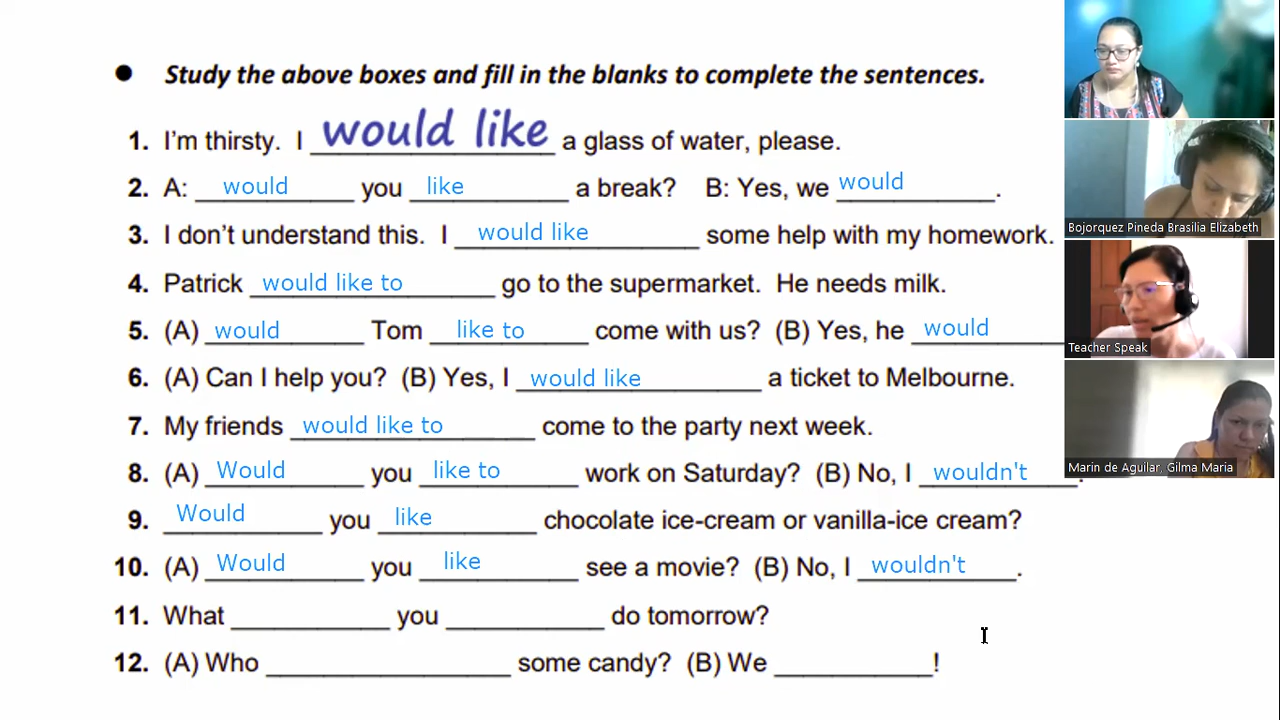 ● Study the above boxes and fill in the blanks to complete the sentences.
1. I'm thirsty. I would like a glass of water, please.
2. A: would you like a break? B: Yes, we would.
3. I don't understand this. I would like some help with my homework.
4. Patrick would like to go to the supermarket. He needs milk.
5. (A) would Tom like to come with us? (B) Yes, he would
6. (A) Can I help you? (B) Yes, I would like a ticket to Melbourne.
7. My friends would like to come to the party next week.
8. (A) Would you like to work on Saturday? (B) No, I wouldn't.
9. Would you like chocolate ice-cream or vanilla-ice cream?
10. (A) Would you like see a movie? (B) No, I wouldn't.
11. What ____________ you ____________ do tomorrow?
12. (A) Who ____________ some candy? (B) We ____________!
Bojorquez Pineda Brasilia Elizabeth
Teacher Speak
Marin de Aguilar. Gilma Maria